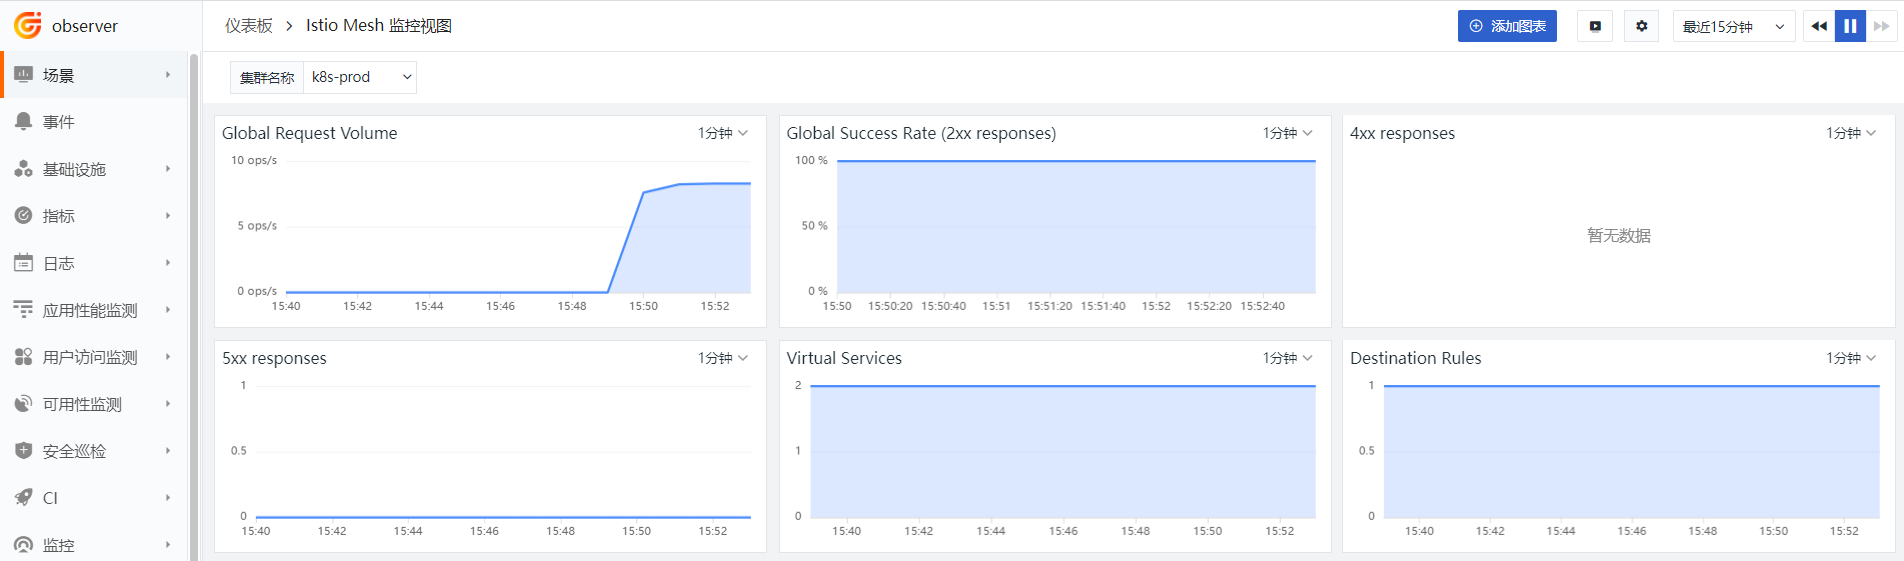 observer
仪表板 > Istio Mesh 监控视图
添加图表
最近15分钟
场景
事件
基础设施
指标
日志
应用性能监测
用户访问监测
可用性监测
安全巡检
CI
监控
集群名称 k8s-prod
Global Request Volume 1分钟
10 ops/s
5 ops/s
0 ops/s
15:40 15:42 15:44 15:46 15:48 15:50 15:52
Global Success Rate (2xx responses) 1分钟
100 %
50 %
0 %
15:50 15:50:20 15:50:40 15:51 15:51:20 15:51:40 15:52 15:52:20 15:52:40
4xx responses 1分钟
暂无数据
5xx responses 1分钟
1
0.5
0
15:40 15:42 15:44 15:46 15:48 15:50 15:52
Virtual Services 1分钟
2
1
0
15:40 15:42 15:44 15:46 15:48 15:50 15:52
Destination Rules 1分钟
1
0.5
0
15:40 15:42 15:44 15:46 15:48 15:50 15:52